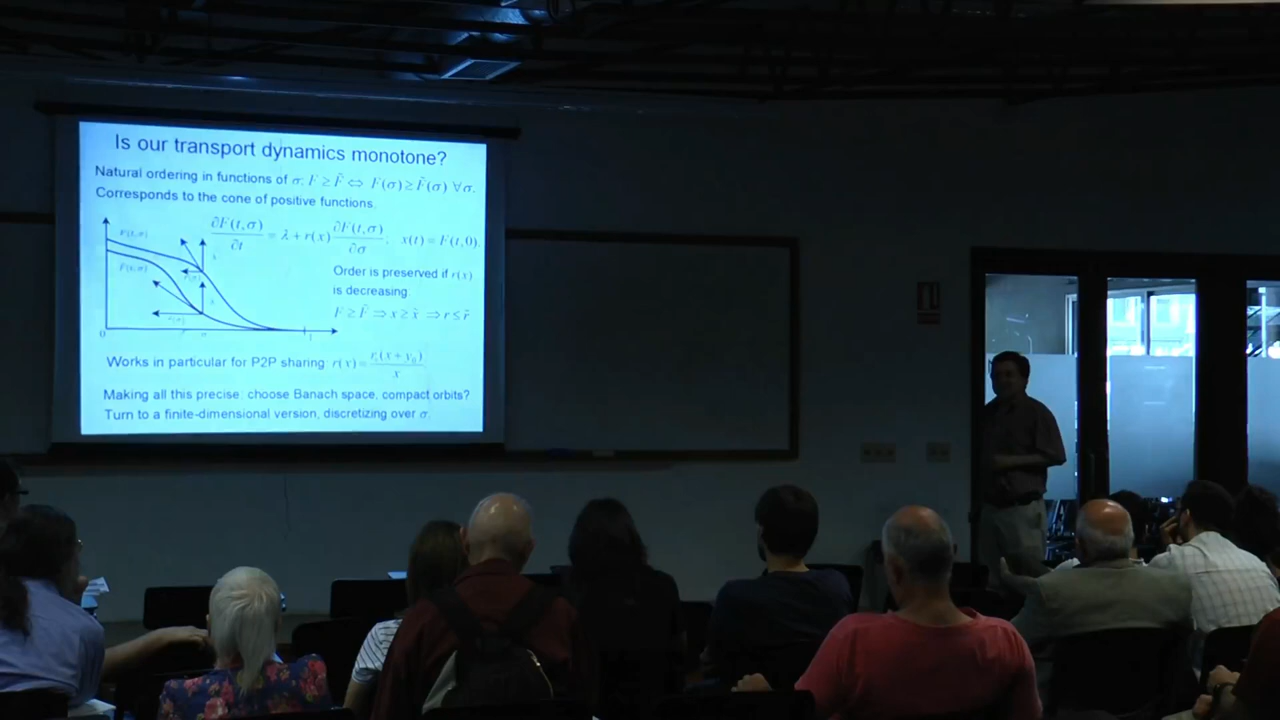 Is our transport dynamics monotone?
Natural ordering in functions of σ: F ≥ F̃ ⇔ F(σ) ≥ F̃(σ) ∀σ.
Corresponds to the cone of positive functions.
∂F(t,σ)/∂t = λ + r(x) ∂F(t,σ)/∂σ ; x(t) = F(t,0).
F(t,σ)
F̃(t,σ)
Order is preserved if r(x)
is decreasing:
F ≥ F̃ ⇒ x ≥ x̃ ⇒ r ≤ r̃
0
σ
1
Works in particular for P2P sharing:
Making all this precise: choose Banach space, compact orbits?
Turn to a finite-dimensional version, discretizing over σ.